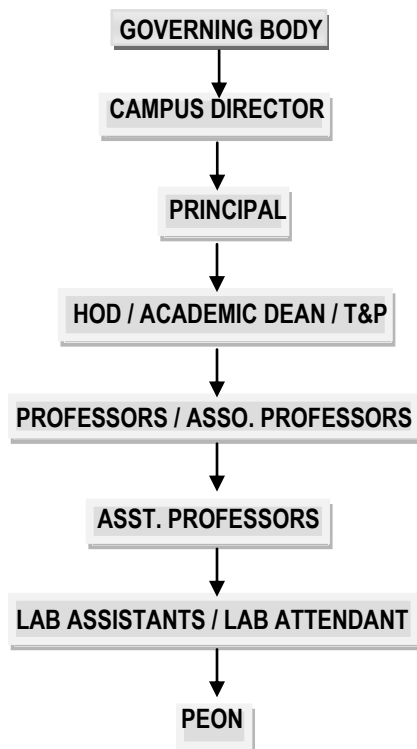 GOVERNING BODY
CAMPUS DIRECTOR
PRINCIPAL
HOD / ACADEMIC DEAN / T&P
PROFESSORS / ASSO. PROFESSORS
ASST. PROFESSORS
LAB ASSISTANTS / LAB ATTENDANT
PEON